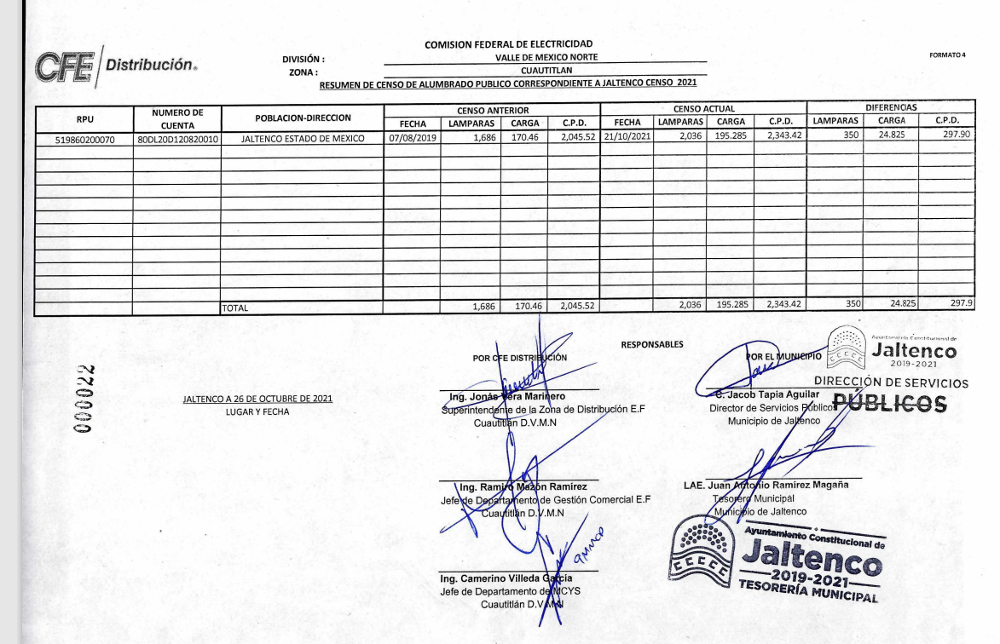 CFE Distribución®
COMISION FEDERAL DE ELECTRICIDAD
DIVISIÓN : VALLE DE MEXICO NORTE
FORMATO 4
ZONA : CUAUTITLAN
RESUMEN DE CENSO DE ALUMBRADO PUBLICO CORRESPONDIENTE A JALTENCO CENSO 2021
RPU NUMERO DE CUENTA POBLACION-DIRECCION CENSO ANTERIOR CENSO ACTUAL DIFERENCIAS
FECHA LAMPARAS CARGA C.P.D. FECHA LAMPARAS CARGA C.P.D. LAMPARAS CARGA C.P.D.
519860200070 80DL20D120820010 JALTENCO ESTADO DE MEXICO 07/08/2019 1,686 170.46 2,045.52 21/10/2021 2,036 195.285 2,343.42 350 24.825 297.90
TOTAL 1,686 170.46 2,045.52 2,036 195.285 2,343.42 350 24.825 297.9
RESPONSABLES
000022
JALTENCO A 26 DE OCTUBRE DE 2021
LUGAR Y FECHA
POR CFE DISTRIBUCIÓN
Ing. Jonás Vera Marinero
Superintendente de la Zona de Distribución E.F
Cuautitlán D.V.M.N
POR EL MUNICIPIO
C. Jacob Tapia Aguilar
Director de Servicios Público
Municipio de Jaltenco
Ayuntamiento Constitucional de
Jaltenco
2019-2021
DIRECCIÓN DE SERVICIOS
PÚBLICOS
Ing. Ramiro Mazón Ramirez
Jefe de Departamento de Gestión Comercial E.F
Cuautitlán D.V.M.N
LAE. Juan Antonio Ramírez Magaña
Tesorero Municipal
Municipio de Jaltenco
Ing. Camerino Villeda García
Jefe de Departamento de MCYS
Cuautitlán D.V.M.N
Ayuntamiento Constitucional de
Jaltenco
2019-2021
TESORERÍA MUNICIPAL